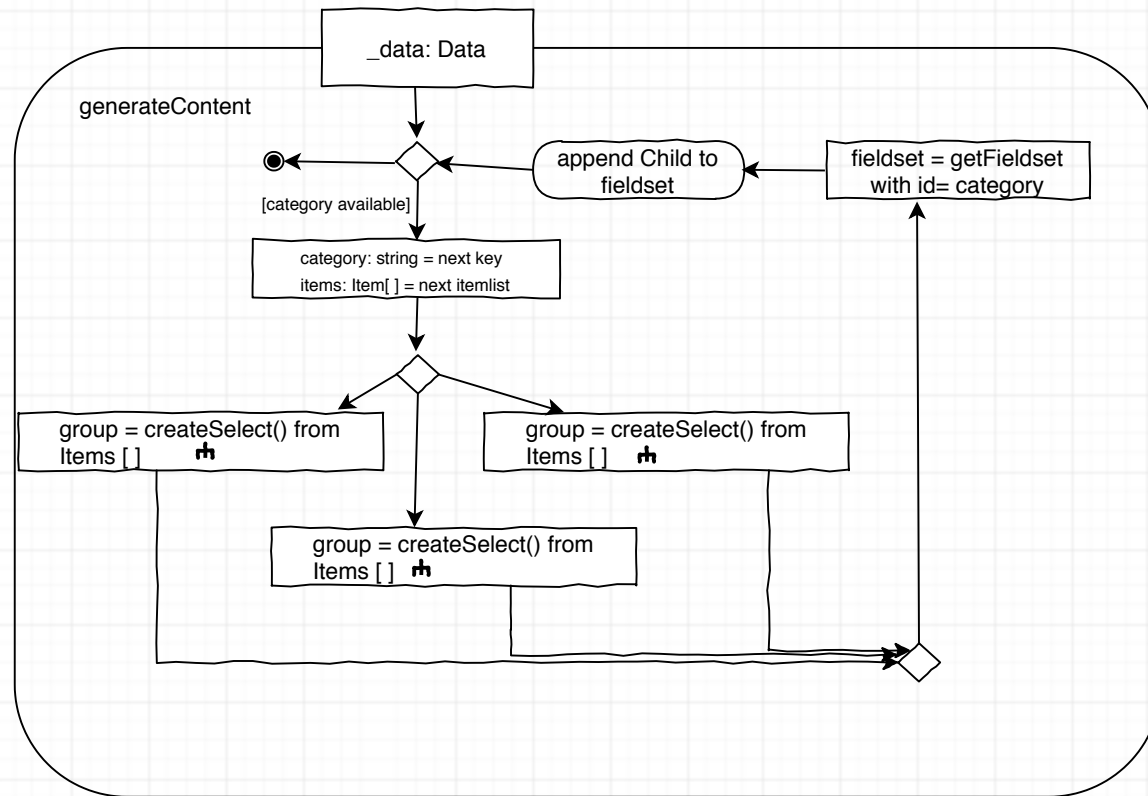 _data: Data
generateContent
append Child to
fieldset
fieldset = getFieldset
with id= category
[category available]
category: string = next key
items: Item[ ] = next itemlist
group = createSelect() from
Items [ ]
group = createSelect() from
Items [ ]
group = createSelect() from
Items [ ]